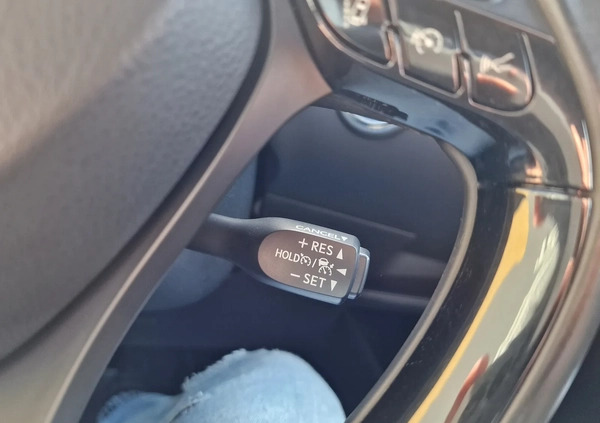 CANCEL
+ RES
HOLD /
− SET